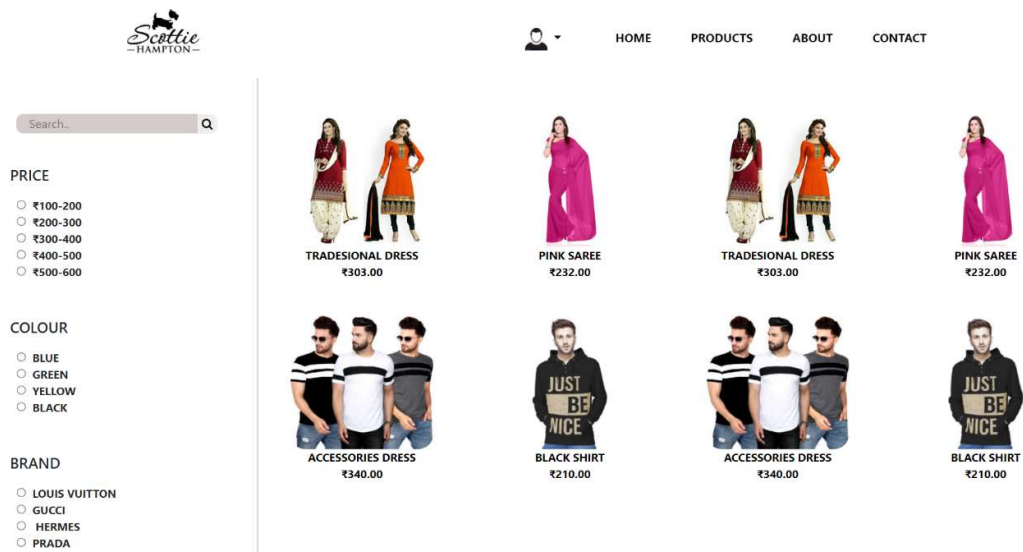 Scottie
HAMPTON
HOME PRODUCTS ABOUT CONTACT
Search..
PRICE
₹100-200
₹200-300
₹300-400
₹400-500
₹500-600
COLOUR
BLUE
GREEN
YELLOW
BLACK
BRAND
LOUIS VUITTON
GUCCI
HERMES
PRADA
TRADESIONAL DRESS
₹303.00
PINK SAREE
₹232.00
TRADESIONAL DRESS
₹303.00
PINK SAREE
₹232.00
JUST
BE
NICE
JUST
BE
NICE
ACCESSORIES DRESS
₹340.00
BLACK SHIRT
₹210.00
ACCESSORIES DRESS
₹340.00
BLACK SHIRT
₹210.00